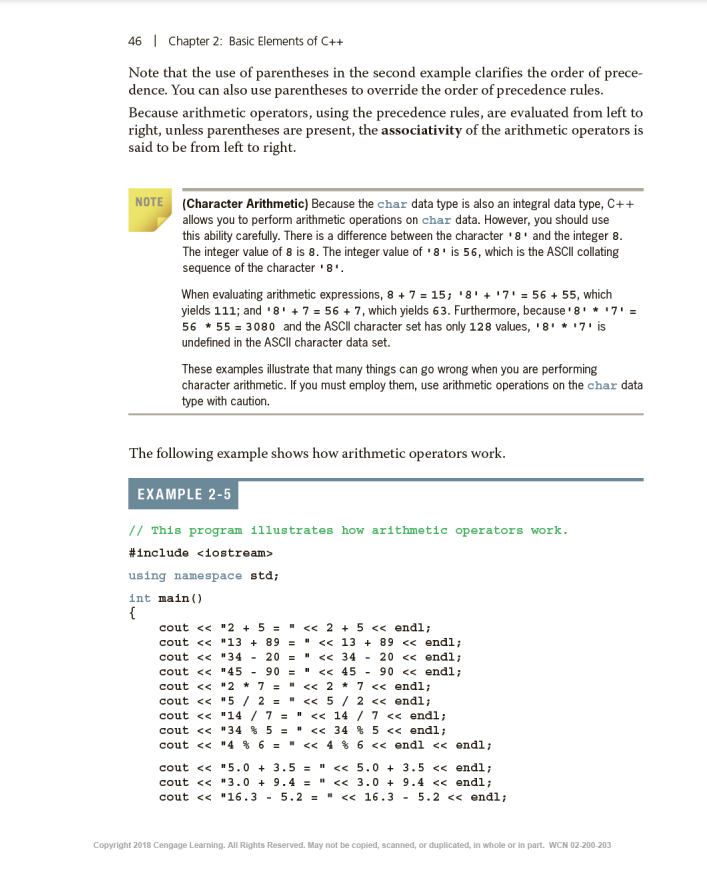 46 | Chapter 2: Basic Elements of C++
Note that the use of parentheses in the second example clarifies the order of prece-
dence. You can also use parentheses to override the order of precedence rules.
Because arithmetic operators, using the precedence rules, are evaluated from left to
right, unless parentheses are present, the associativity of the arithmetic operators is
said to be from left to right.
NOTE
(Character Arithmetic) Because the char data type is also an integral data type, C++
allows you to perform arithmetic operations on char data. However, you should use
this ability carefully. There is a difference between the character '8' and the integer 8.
The integer value of 8 is 8. The integer value of '8' is 56, which is the ASCII collating
sequence of the character '8'.
When evaluating arithmetic expressions, 8 + 7 = 15; '8' + '7' = 56 + 55, which
yields 111; and '8' + 7 = 56 + 7, which yields 63. Furthermore, because '8' * '7' =
56 * 55 = 3080 and the ASCII character set has only 128 values, '8' * '7' is
undefined in the ASCII character data set.
These examples illustrate that many things can go wrong when you are performing
character arithmetic. If you must employ them, use arithmetic operations on the char data
type with caution.
The following example shows how arithmetic operators work.
EXAMPLE 2-5
// This program illustrates how arithmetic operators work.
#include <iostream>
using namespace std;
int main()
{
cout << "2 + 5 = " << 2 + 5 << endl;
cout << "13 + 89 = " << 13 + 89 << endl;
cout << "34 - 20 = " << 34 - 20 << endl;
cout << "45 - 90 = " << 45 - 90 << endl;
cout << "2 * 7 = " << 2 * 7 << endl;
cout << "5 / 2 = " << 5 / 2 << endl;
cout << "14 / 7 = " << 14 / 7 << endl;
cout << "34 % 5 = " << 34 % 5 << endl;
cout << "4 % 6 = " << 4 % 6 << endl << endl;
cout << "5.0 + 3.5 = " << 5.0 + 3.5 << endl;
cout << "3.0 + 9.4 = " << 3.0 + 9.4 << endl;
cout << "16.3 - 5.2 = " << 16.3 - 5.2 << endl;
Copyright 2018 Cengage Learning. All Rights Reserved. May not be copied, scanned, or duplicated, in whole or in part. WCN 02-200-203